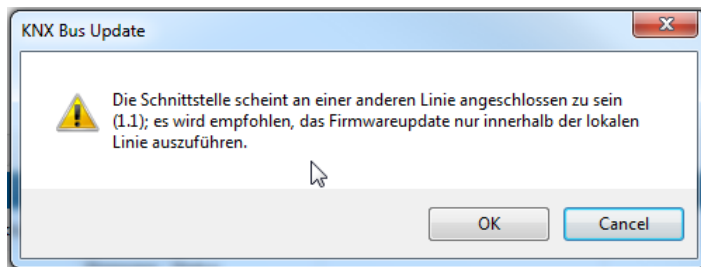 KNX Bus Update
Die Schnittstelle scheint an einer anderen Linie angeschlossen zu sein
(1.1); es wird empfohlen, das Firmwareupdate nur innerhalb der lokalen
Linie auszuführen.
OK Cancel